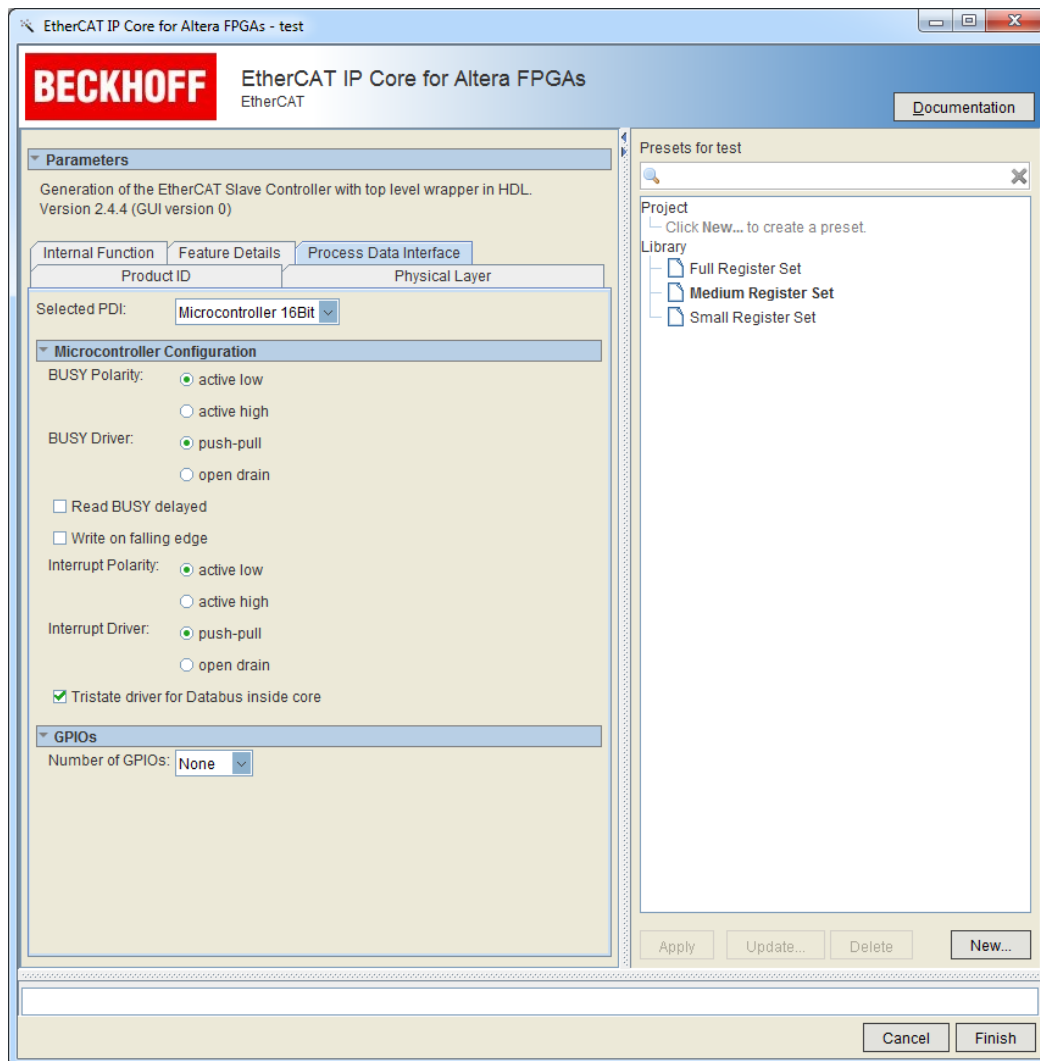 EtherCAT IP Core for Altera FPGAs - test
BECKHOFF
EtherCAT IP Core for Altera FPGAs
EtherCAT
Documentation
Parameters
Generation of the EtherCAT Slave Controller with top level wrapper in HDL.
Version 2.4.4 (GUI version 0)
Internal Function Feature Details Process Data Interface
Product ID Physical Layer
Selected PDI: Microcontroller 16Bit
Microcontroller Configuration
BUSY Polarity: active low
active high
BUSY Driver: push-pull
open drain
Read BUSY delayed
Write on falling edge
Interrupt Polarity: active low
active high
Interrupt Driver: push-pull
open drain
Tristate driver for Databus inside core
GPIOs
Number of GPIOs: None
Presets for test
Project
Click New... to create a preset.
Library
Full Register Set
Medium Register Set
Small Register Set
Apply Update... Delete New...
Cancel Finish